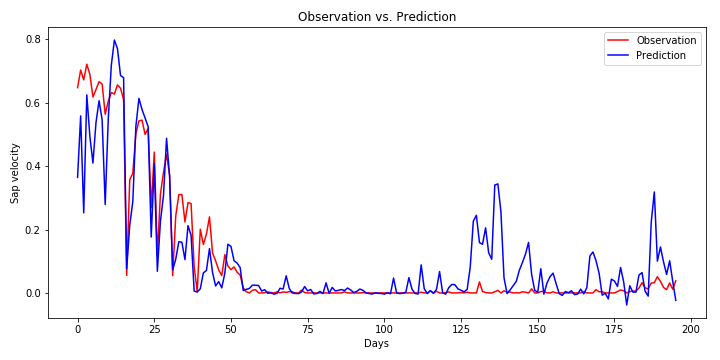 Observation vs. Prediction
Observation
Prediction
Sap velocity
0.8
0.6
0.4
0.2
0.0
0 25 50 75 100 125 150 175 200
Days